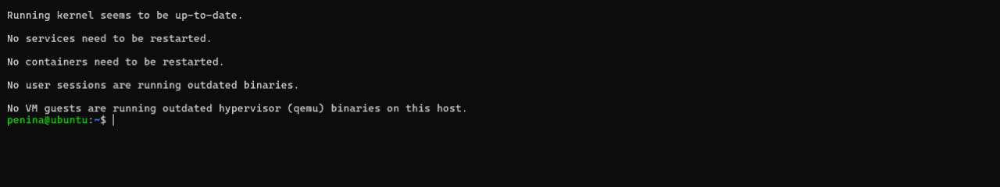 Running kernel seems to be up-to-date.
No services need to be restarted.
No containers need to be restarted.
No user sessions are running outdated binaries.
No VM guests are running outdated hypervisor (qemu) binaries on this host.
penina@ubuntu:~$